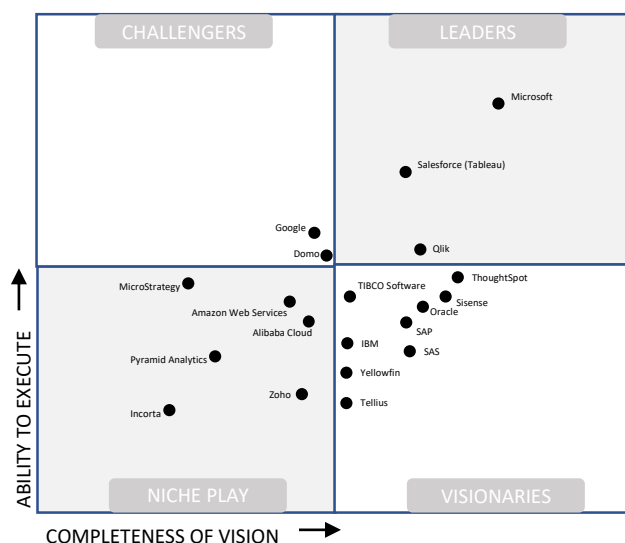 CHALLENGERS
LEADERS
Microsoft
Salesforce (Tableau)
Google
Domo
Qlik
MicroStrategy
Amazon Web Services
Alibaba Cloud
Pyramid Analytics
Zoho
Incorta
ThoughtSpot
TIBCO Software
Sisense
Oracle
SAP
IBM
SAS
Yellowfin
Tellius
NICHE PLAY
VISIONARIES
ABILITY TO EXECUTE
COMPLETENESS OF VISION